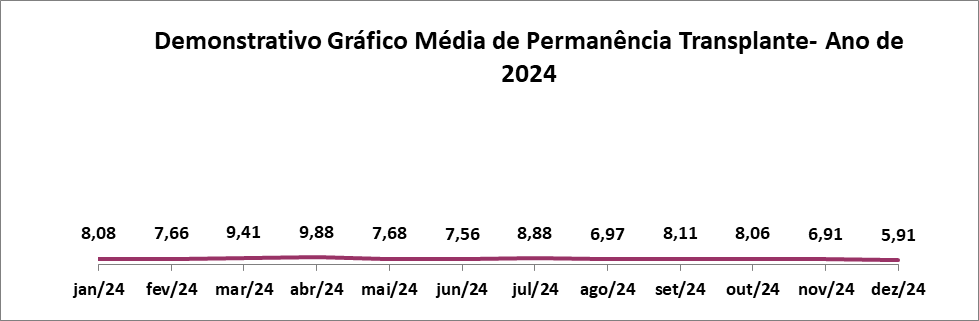 Demonstrativo Gráfico Média de Permanência Transplante- Ano de
2024
8,08 7,66 9,41 9,88 7,68 7,56 8,88 6,97 8,11 8,06 6,91 5,91
jan/24 fev/24 mar/24 abr/24 mai/24 jun/24 jul/24 ago/24 set/24 out/24 nov/24 dez/24